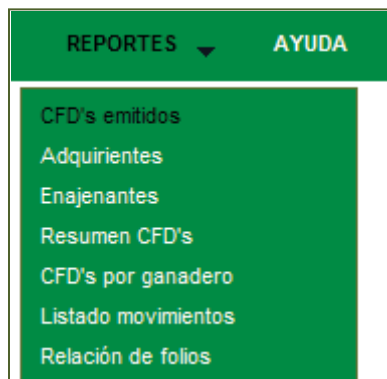 REPORTES AYUDA
CFD's emitidos
Adquirientes
Enajenantes
Resumen CFD's
CFD's por ganadero
Listado movimientos
Relación de folios